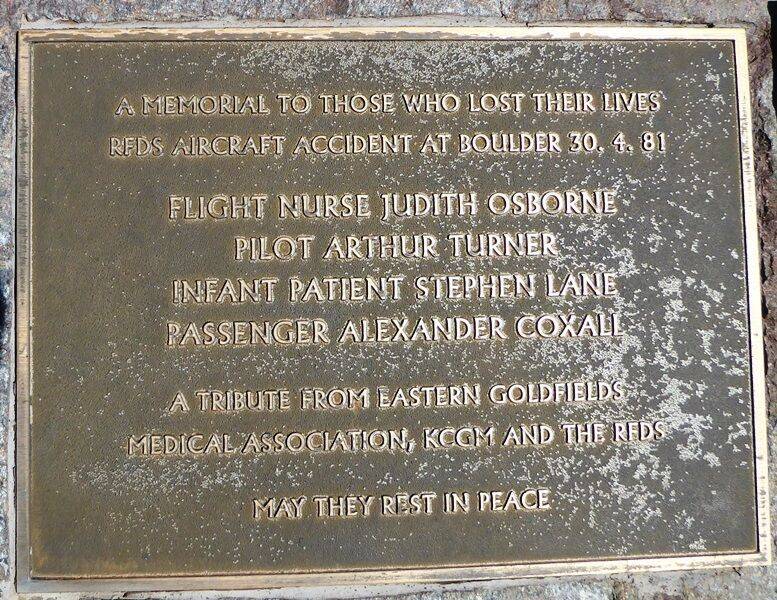 A MEMORIAL TO THOSE WHO LOST THEIR LIVES
RFDS AIRCRAFT ACCIDENT AT BOULDER 30. 4. 81
FLIGHT NURSE JUDITH OSBORNE
PILOT ARTHUR TURNER
INFANT PATIENT STEPHEN LANE
PASSENGER ALEXANDER COXALL
A TRIBUTE FROM EASTERN GOLDFIELDS
MEDICAL ASSOCIATION, KCGM AND THE RFDS
MAY THEY REST IN PEACE